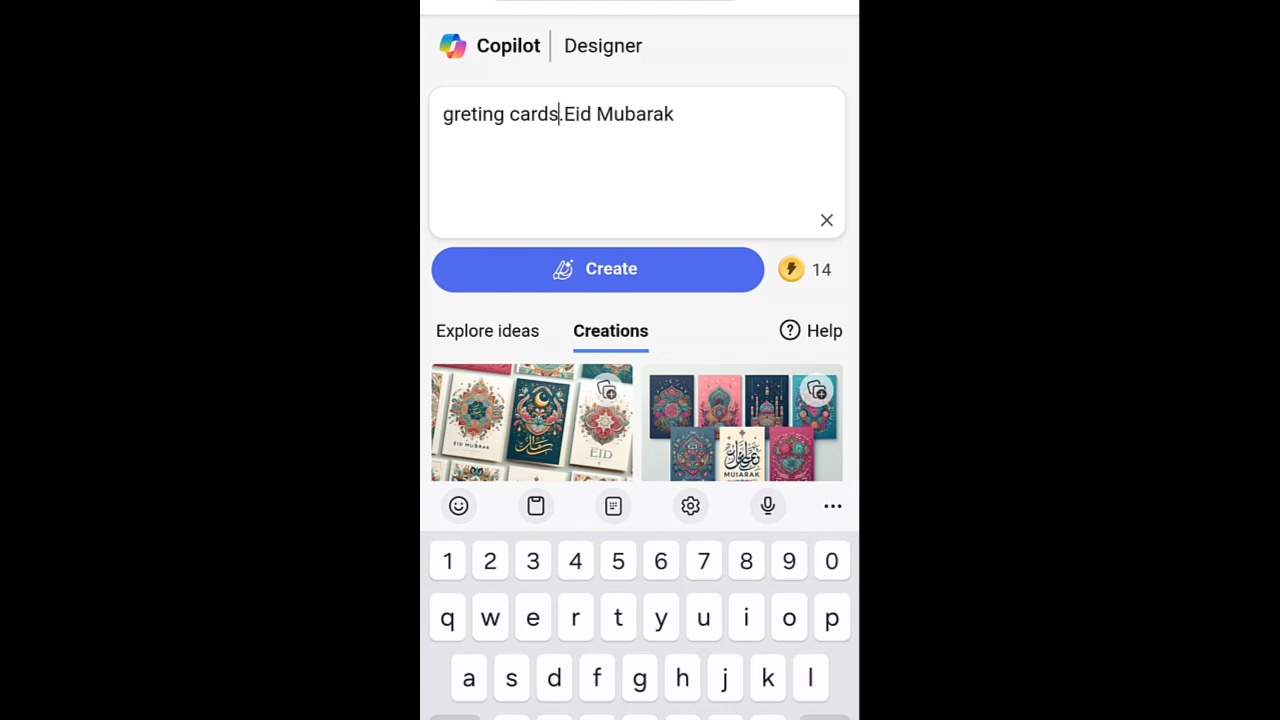 Copilot | Designer
greting cards.Eid Mubarak
Create
14
Explore ideas
Creations
Help
EID MUBARAK
EID
MUIARAK
1 2 3 4 5 6 7 8 9 0
q w e r t y u i o p
a s d f g h j k l